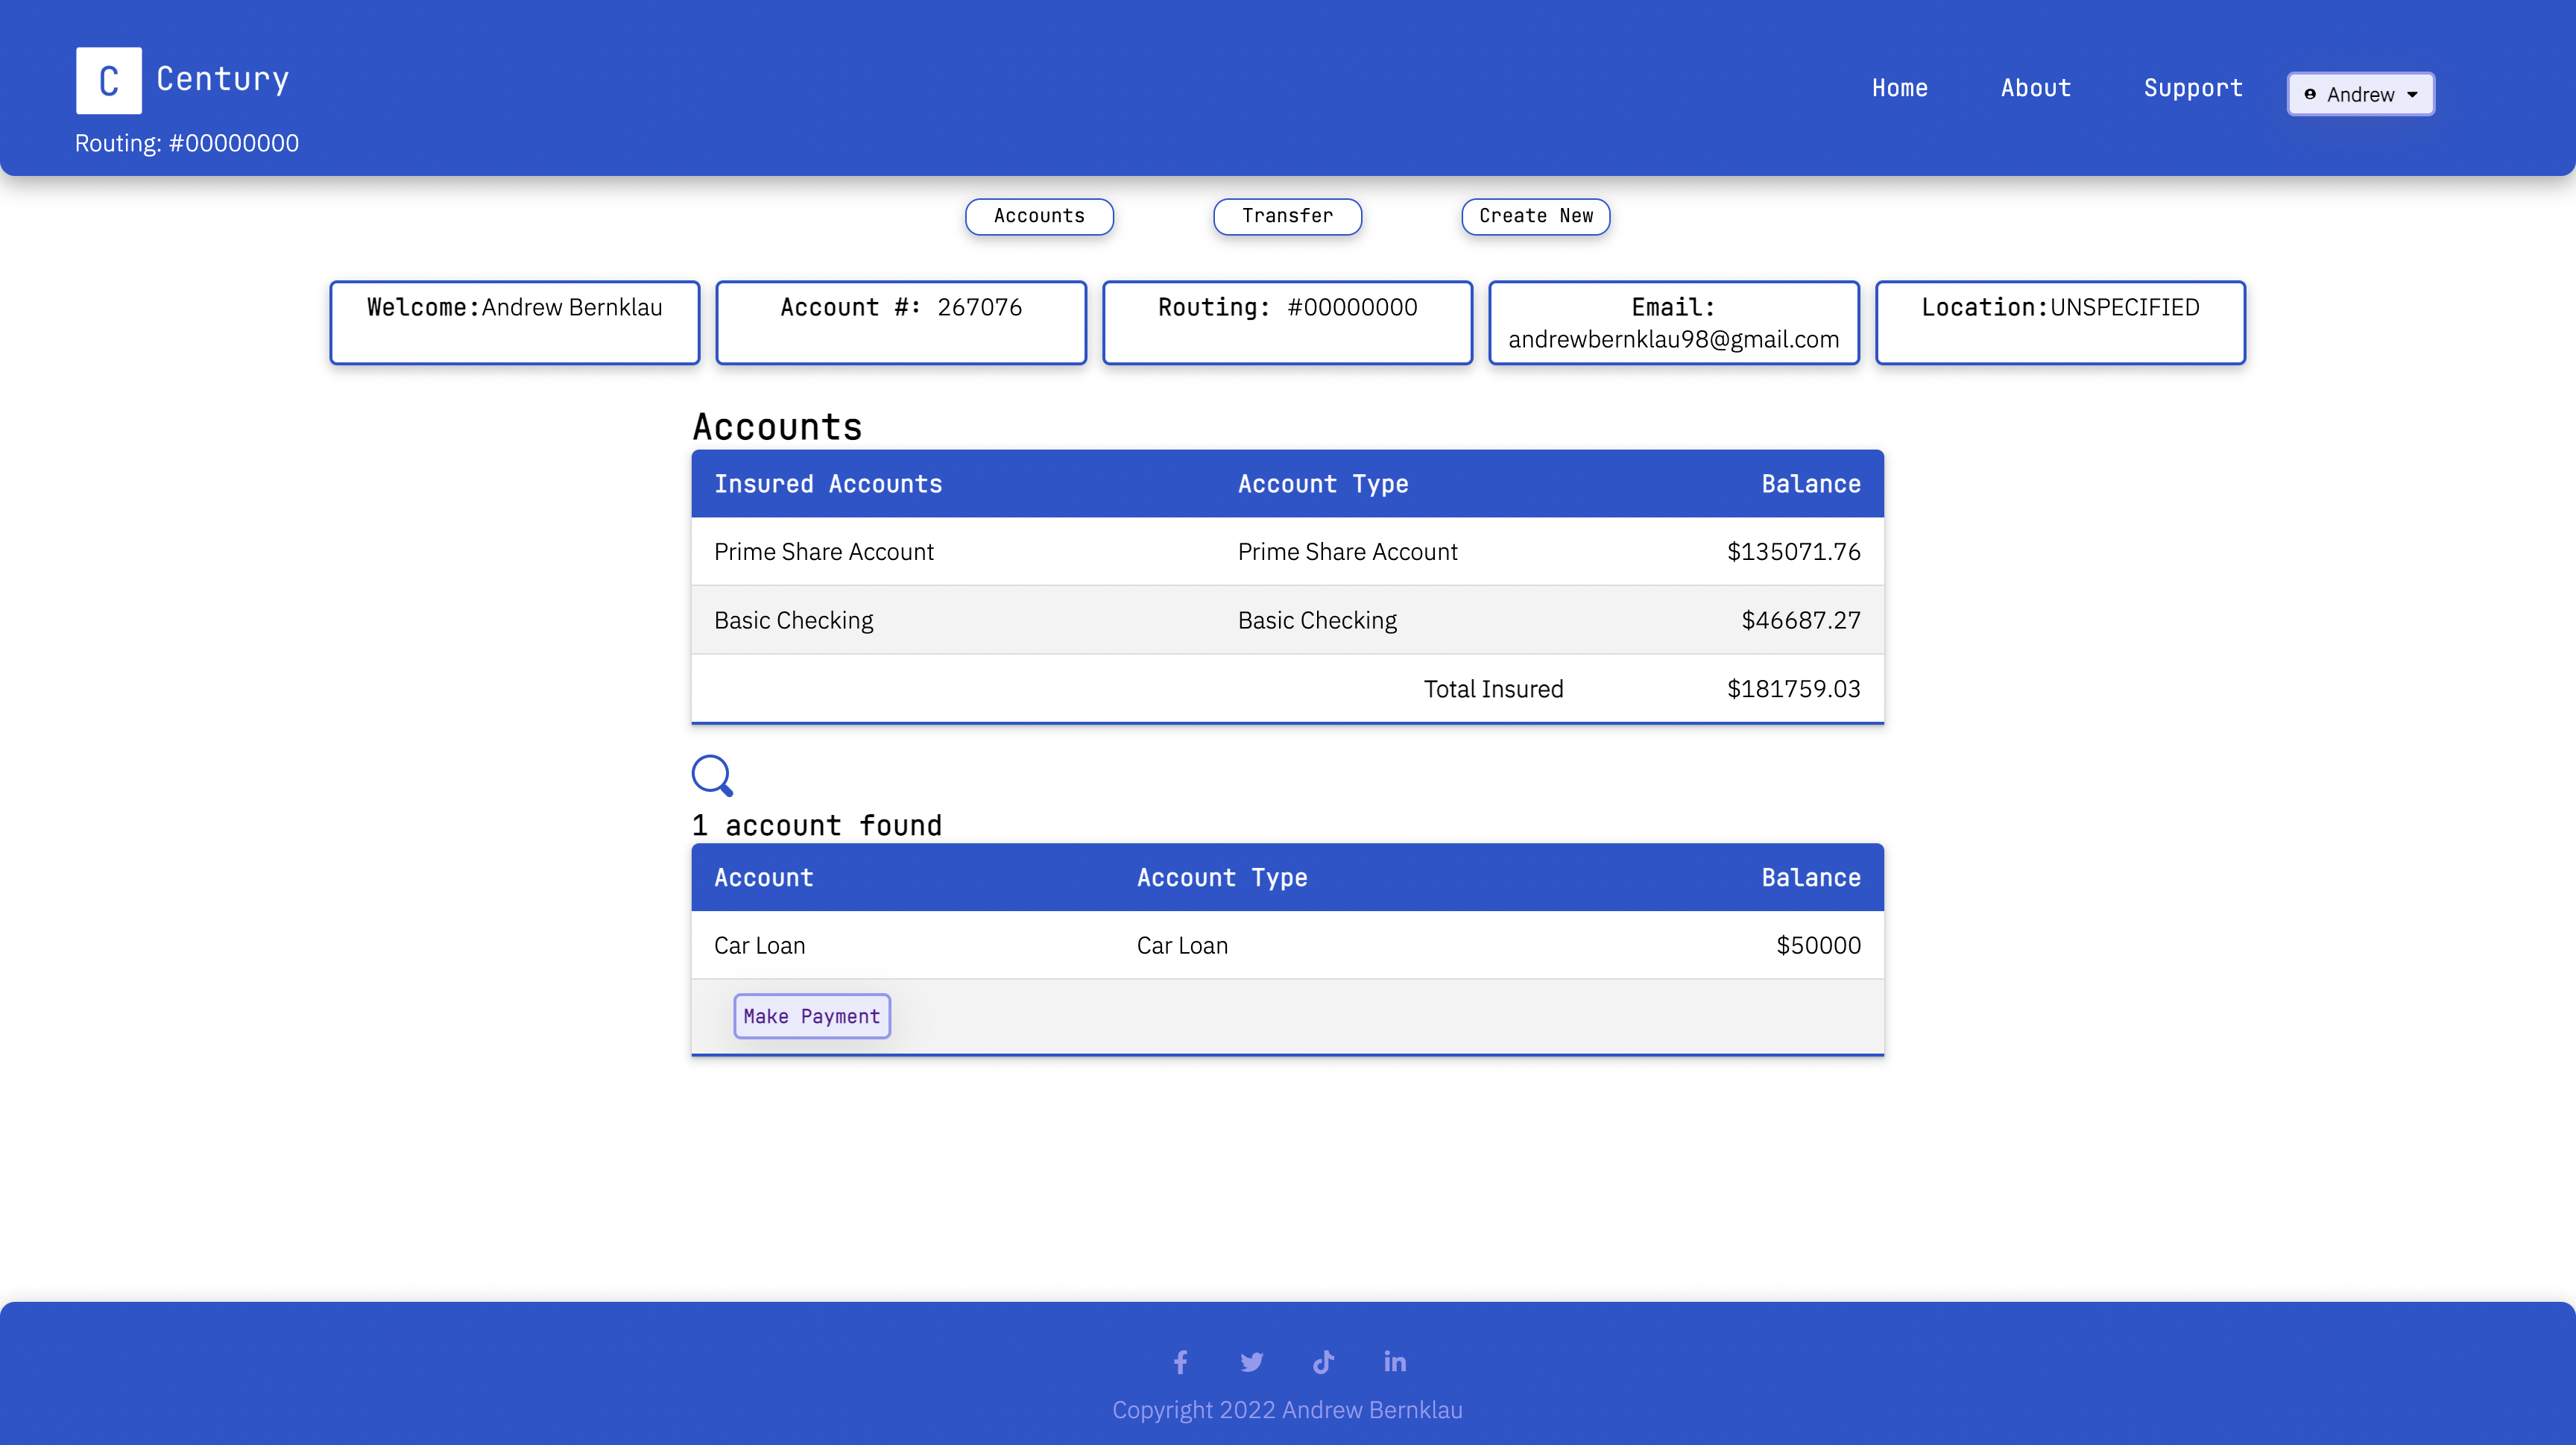 C Century
Home About Support Andrew
Routing: #00000000
Accounts Transfer Create New
Welcome:Andrew Bernklau Account #: 267076 Routing: #00000000 Email: Location:UNSPECIFIED
andrewbernklau98@gmail.com
Accounts
Insured Accounts Account Type Balance
Prime Share Account Prime Share Account $135071.76
Basic Checking Basic Checking $46687.27
Total Insured $181759.03
1 account found
Account Account Type Balance
Car Loan Car Loan $50000
Make Payment
Copyright 2022 Andrew Bernklau